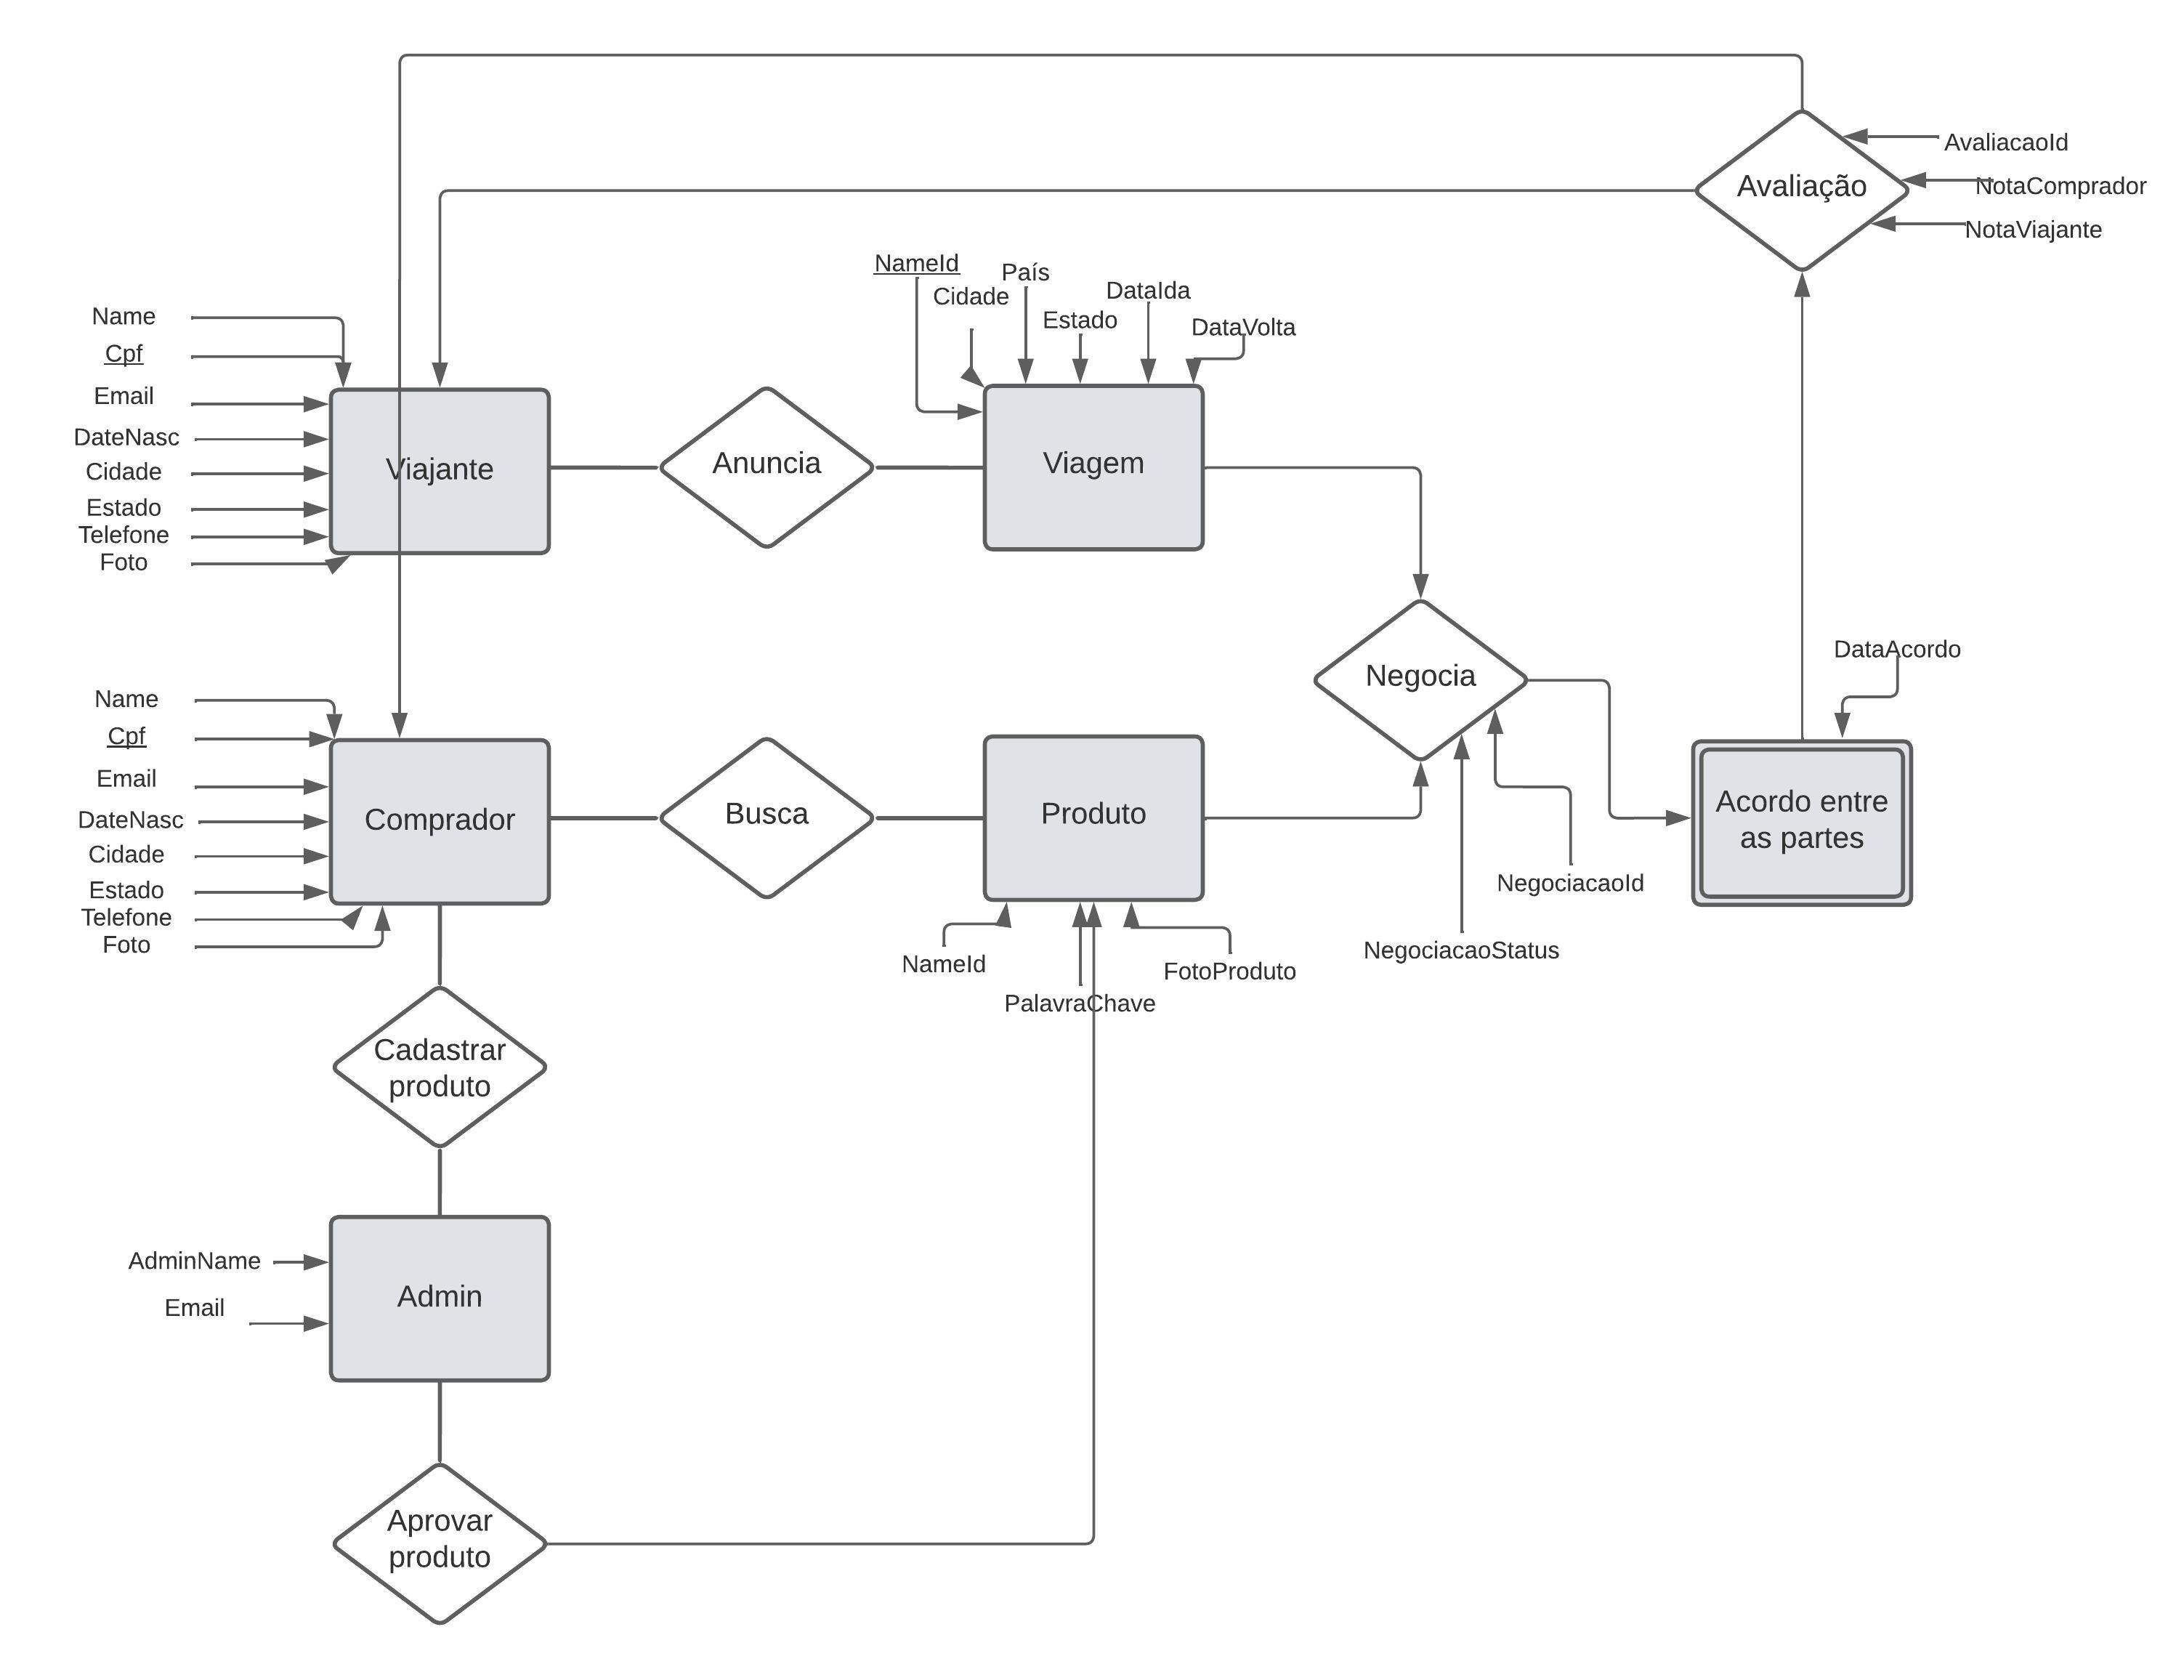 AvaliacaoId
Avaliação
NotaComprador
NotaViajante
NameId
País
Cidade
DataIda
Estado
DataVolta
Name
Cpf
Email
DateNasc
Cidade
Estado
Telefone
Foto
Viajante
Anuncia
Viagem
Negocia
DataAcordo
Name
Cpf
Email
DateNasc
Cidade
Estado
Telefone
Foto
Comprador
Busca
Produto
Acordo entre
as partes
NegociacaoId
NegociacaoStatus
NameId
FotoProduto
PalavraChave
Cadastrar
produto
AdminName
Email
Admin
Aprovar
produto